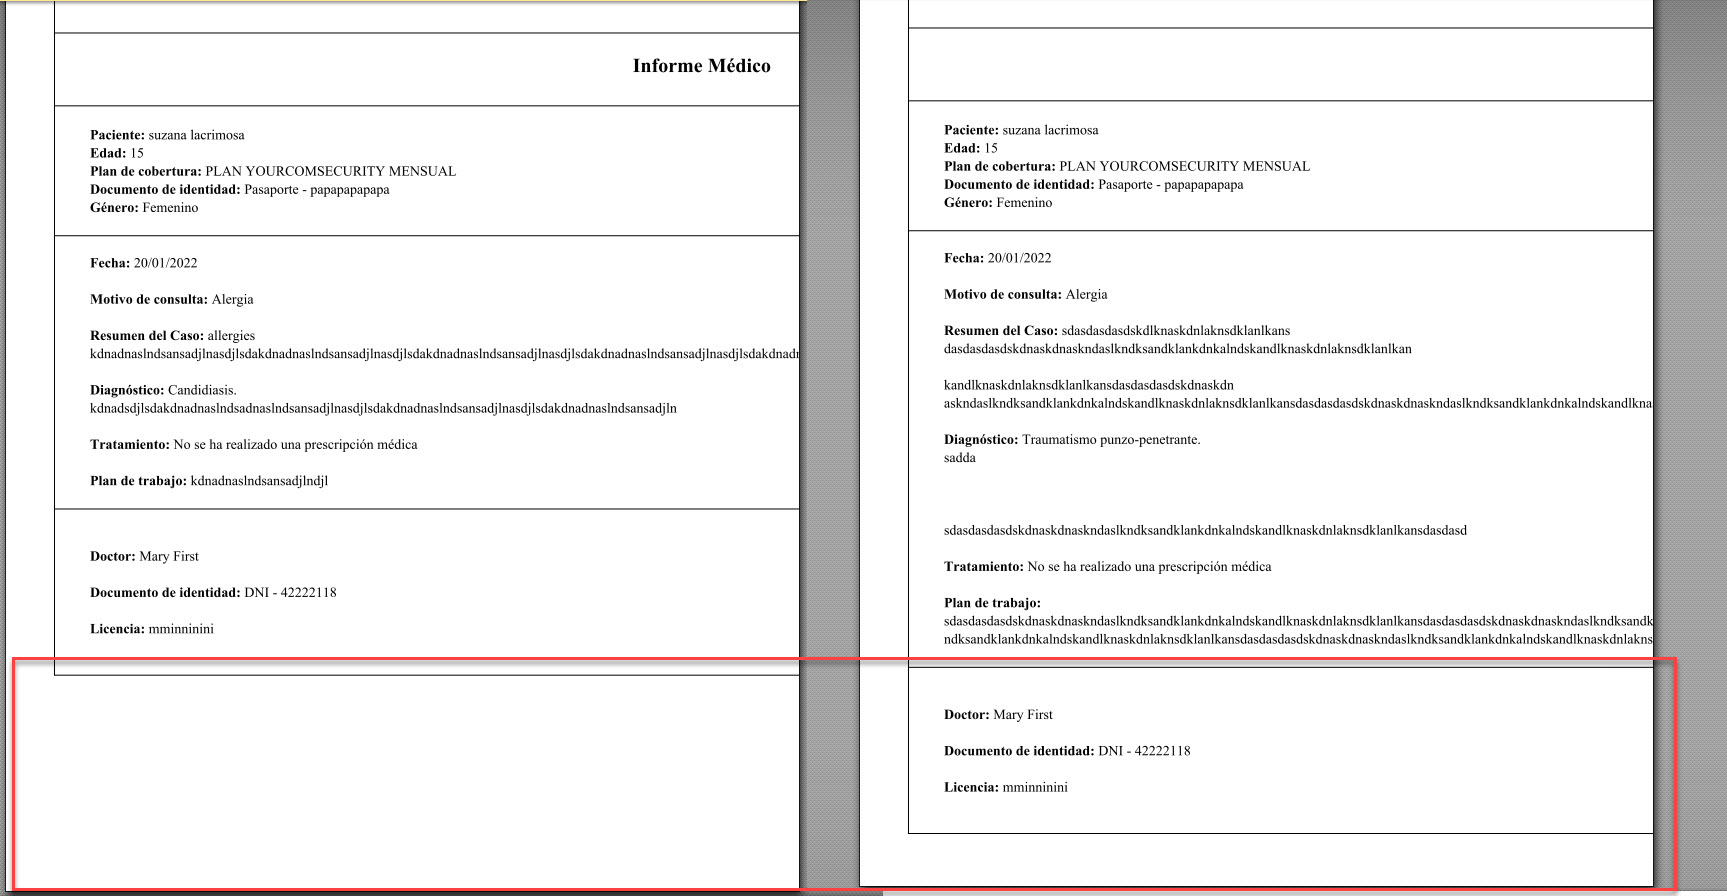 Informe Médico
Paciente: suzana lacrimosa
Edad: 15
Plan de cobertura: PLAN YOURCOMSECURITY MENSUAL
Documento de identidad: Pasaporte - papapapapapa
Género: Femenino
Fecha: 20/01/2022
Motivo de consulta: Alergia
Resumen del Caso: allergies
kdnadnaslndsansadjlnasdjlsdakdnadnaslndsansadjlnasdjlsdakdnadnaslndsansadjlnasdjlsdakdnadnaslndsansadjlnasdjlsdakdnadn
Diagnóstico: Candidiasis.
kdnadsdjlsdakdnadnaslndsadnaslndsansadjlnasdjlsdakdnadnaslndsansadjlnasdjlsdakdnadnaslndsansadjln
Tratamiento: No se ha realizado una prescripción médica
Plan de trabajo: kdnadnaslndsansadjlndjl
Doctor: Mary First
Documento de identidad: DNI - 42222118
Licencia: mminninini
Paciente: suzana lacrimosa
Edad: 15
Plan de cobertura: PLAN YOURCOMSECURITY MENSUAL
Documento de identidad: Pasaporte - papapapapapa
Género: Femenino
Fecha: 20/01/2022
Motivo de consulta: Alergia
Resumen del Caso: sdasdasdasdskdlknaskdnlaknsdklanlkans
dasdasdasdskdnaskdnaskndaslkndksandklankdnkalndskandlknaskdnlaknsdklanlkan
kandlknaskdnlaknsdklanlkansdasdasdasdskdnaskdn
askndaslkndksandklankdnkalndskandlknaskdnlaknsdklanlkansdasdasdasdskdnaskdnaskndaslkndksandklankdnkalndskandlkna
Diagnóstico: Traumatismo punzo-penetrante.
sadda
sdasdasdasdskdnaskdnaskndaslkndksandklankdnkalndskandlknaskdnlaknsdklanlkansdasdasd
Tratamiento: No se ha realizado una prescripción médica
Plan de trabajo:
sdasdasdasdskdnaskdnaskndaslkndksandklankdnkalndskandlknaskdnlaknsdklanlkansdasdasdasdskdnaskdnaskndaslkndksandk
ndksandklankdnkalndskandlknaskdnlaknsdklanlkansdasdasdasdskdnaskdnaskndaslkndksandklankdnkalndskandlknaskdnlakns
Doctor: Mary First
Documento de identidad: DNI - 42222118
Licencia: mminninini